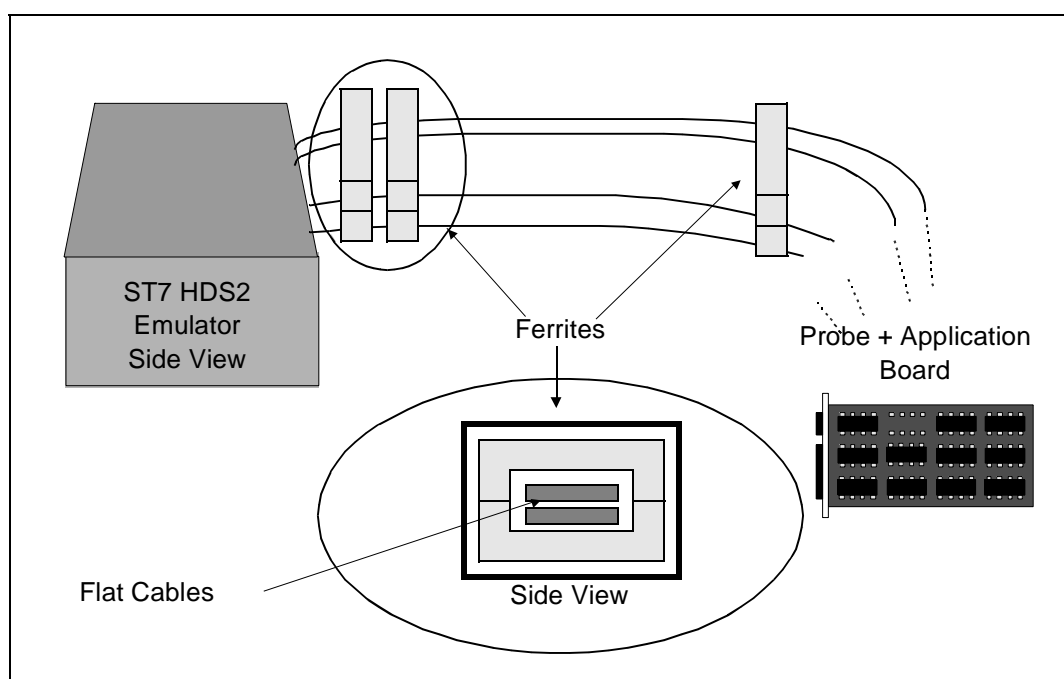 ST7 HDS2
Emulator
Side View
Ferrites
Probe + Application
Board
Flat Cables
Side View